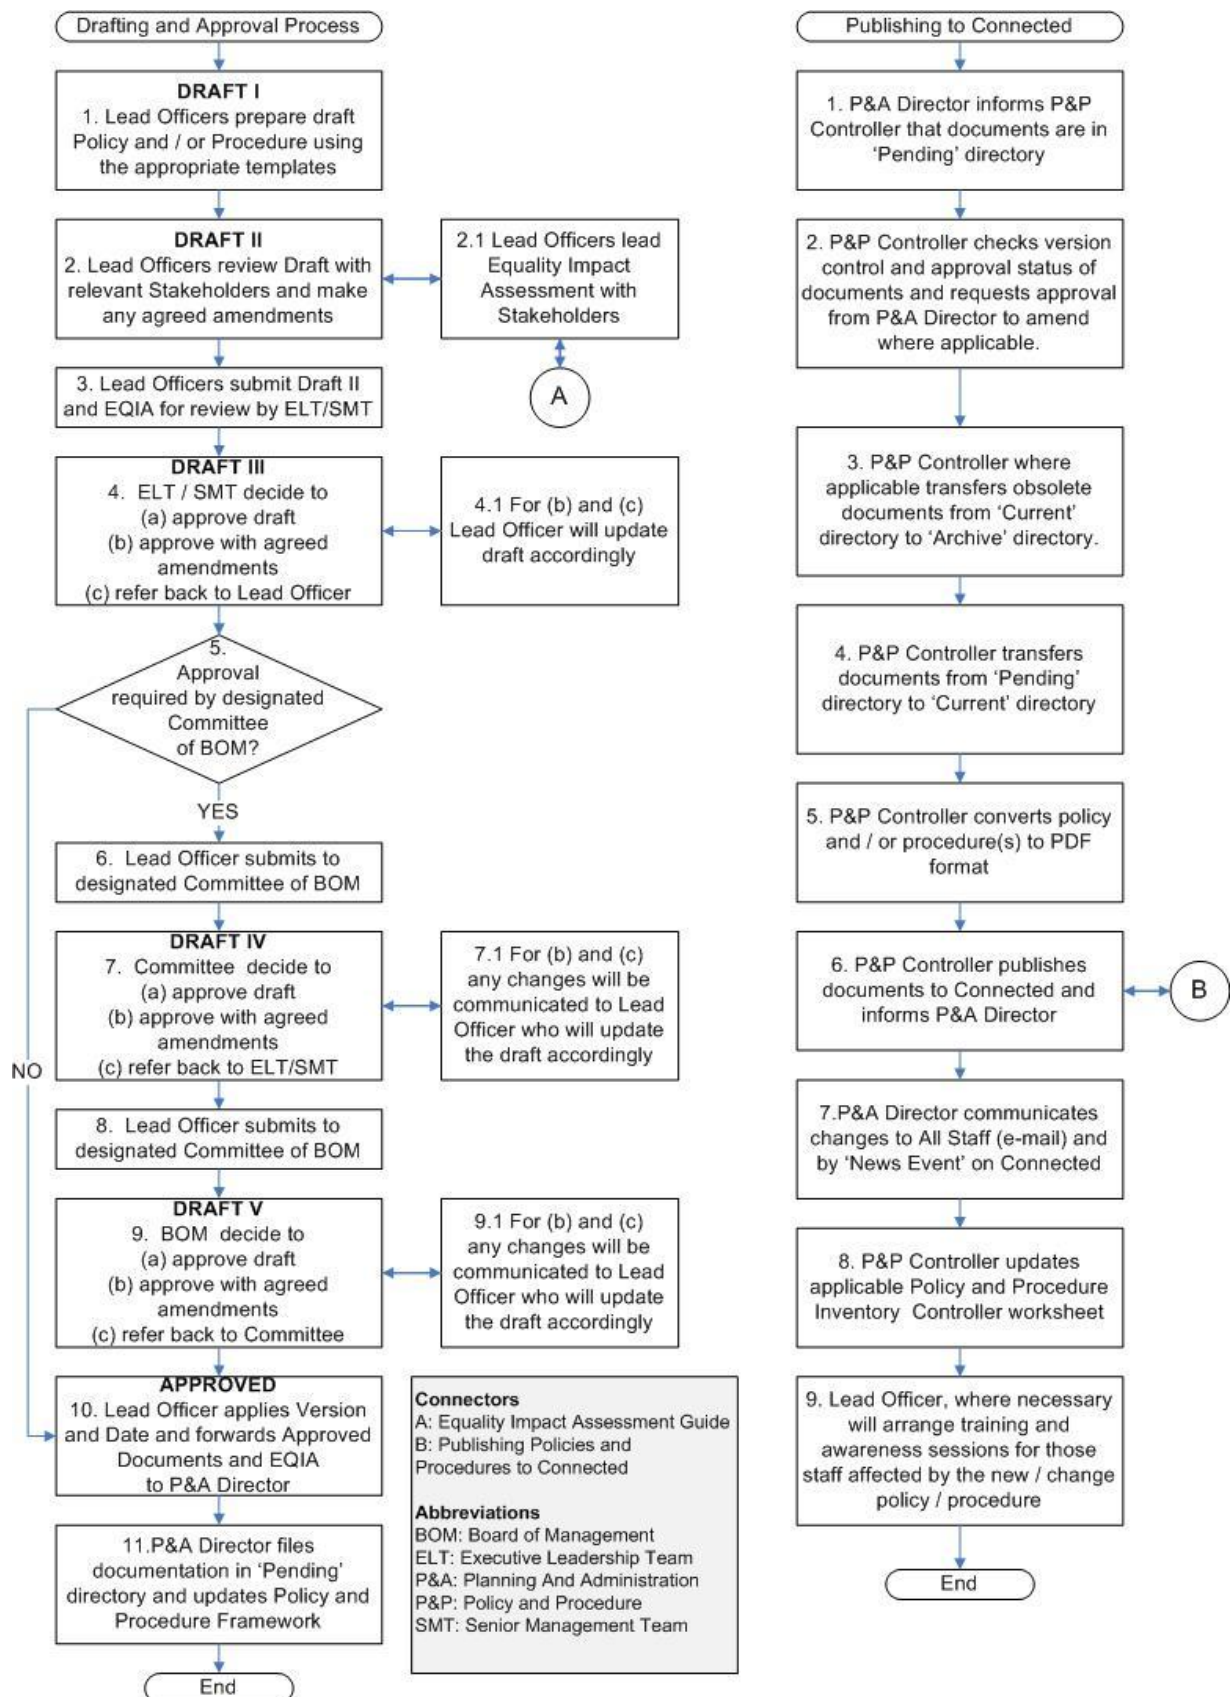 Drafting and Approval Process
DRAFT I
1. Lead Officers prepare draft
Policy and / or Procedure using
the appropriate templates
DRAFT II
2. Lead Officers review Draft with
relevant Stakeholders and make
any agreed amendments
2.1 Lead Officers lead
Equality Impact
Assessment with
Stakeholders
A
3. Lead Officers submit Draft II
and EQIA for review by ELT/SMT
DRAFT III
4. ELT / SMT decide to
(a) approve draft
(b) approve with agreed
amendments
(c) refer back to Lead Officer
4.1 For (b) and (c)
Lead Officer will update
draft accordingly
5.
Approval
required by designated
Committee
of BOM?
YES
NO
6. Lead Officer submits to
designated Committee of BOM
DRAFT IV
7. Committee decide to
(a) approve draft
(b) approve with agreed
amendments
(c) refer back to ELT/SMT
7.1 For (b) and (c)
any changes will be
communicated to Lead
Officer who will update
the draft accordingly
8. Lead Officer submits to
designated Committee of BOM
DRAFT V
9. BOM decide to
(a) approve draft
(b) approve with agreed
amendments
(c) refer back to Committee
9.1 For (b) and (c)
any changes will be
communicated to Lead
Officer who will update
the draft accordingly
APPROVED
10. Lead Officer applies Version
and Date and forwards Approved
Documents and EQIA
to P&A Director
11.P&A Director files
documentation in ‘Pending’
directory and updates Policy and
Procedure Framework
End
Connectors
A: Equality Impact Assessment Guide
B: Publishing Policies and
Procedures to Connected
Abbreviations
BOM: Board of Management
ELT: Executive Leadership Team
P&A: Planning And Administration
P&P: Policy and Procedure
SMT: Senior Management Team
Publishing to Connected
1. P&A Director informs P&P
Controller that documents are in
‘Pending’ directory
2. P&P Controller checks version
control and approval status of
documents and requests approval
from P&A Director to amend
where applicable.
3. P&P Controller where
applicable transfers obsolete
documents from ‘Current’
directory to ‘Archive’ directory.
4. P&P Controller transfers
documents from ‘Pending’
directory to ‘Current’ directory
5. P&P Controller converts policy
and / or procedure(s) to PDF
format
6. P&P Controller publishes
documents to Connected and
informs P&A Director
B
7.P&A Director communicates
changes to All Staff (e-mail) and
by ‘News Event’ on Connected
8. P&P Controller updates
applicable Policy and Procedure
Inventory Controller worksheet
9. Lead Officer, where necessary
will arrange training and
awareness sessions for those
staff affected by the new / change
policy / procedure
End